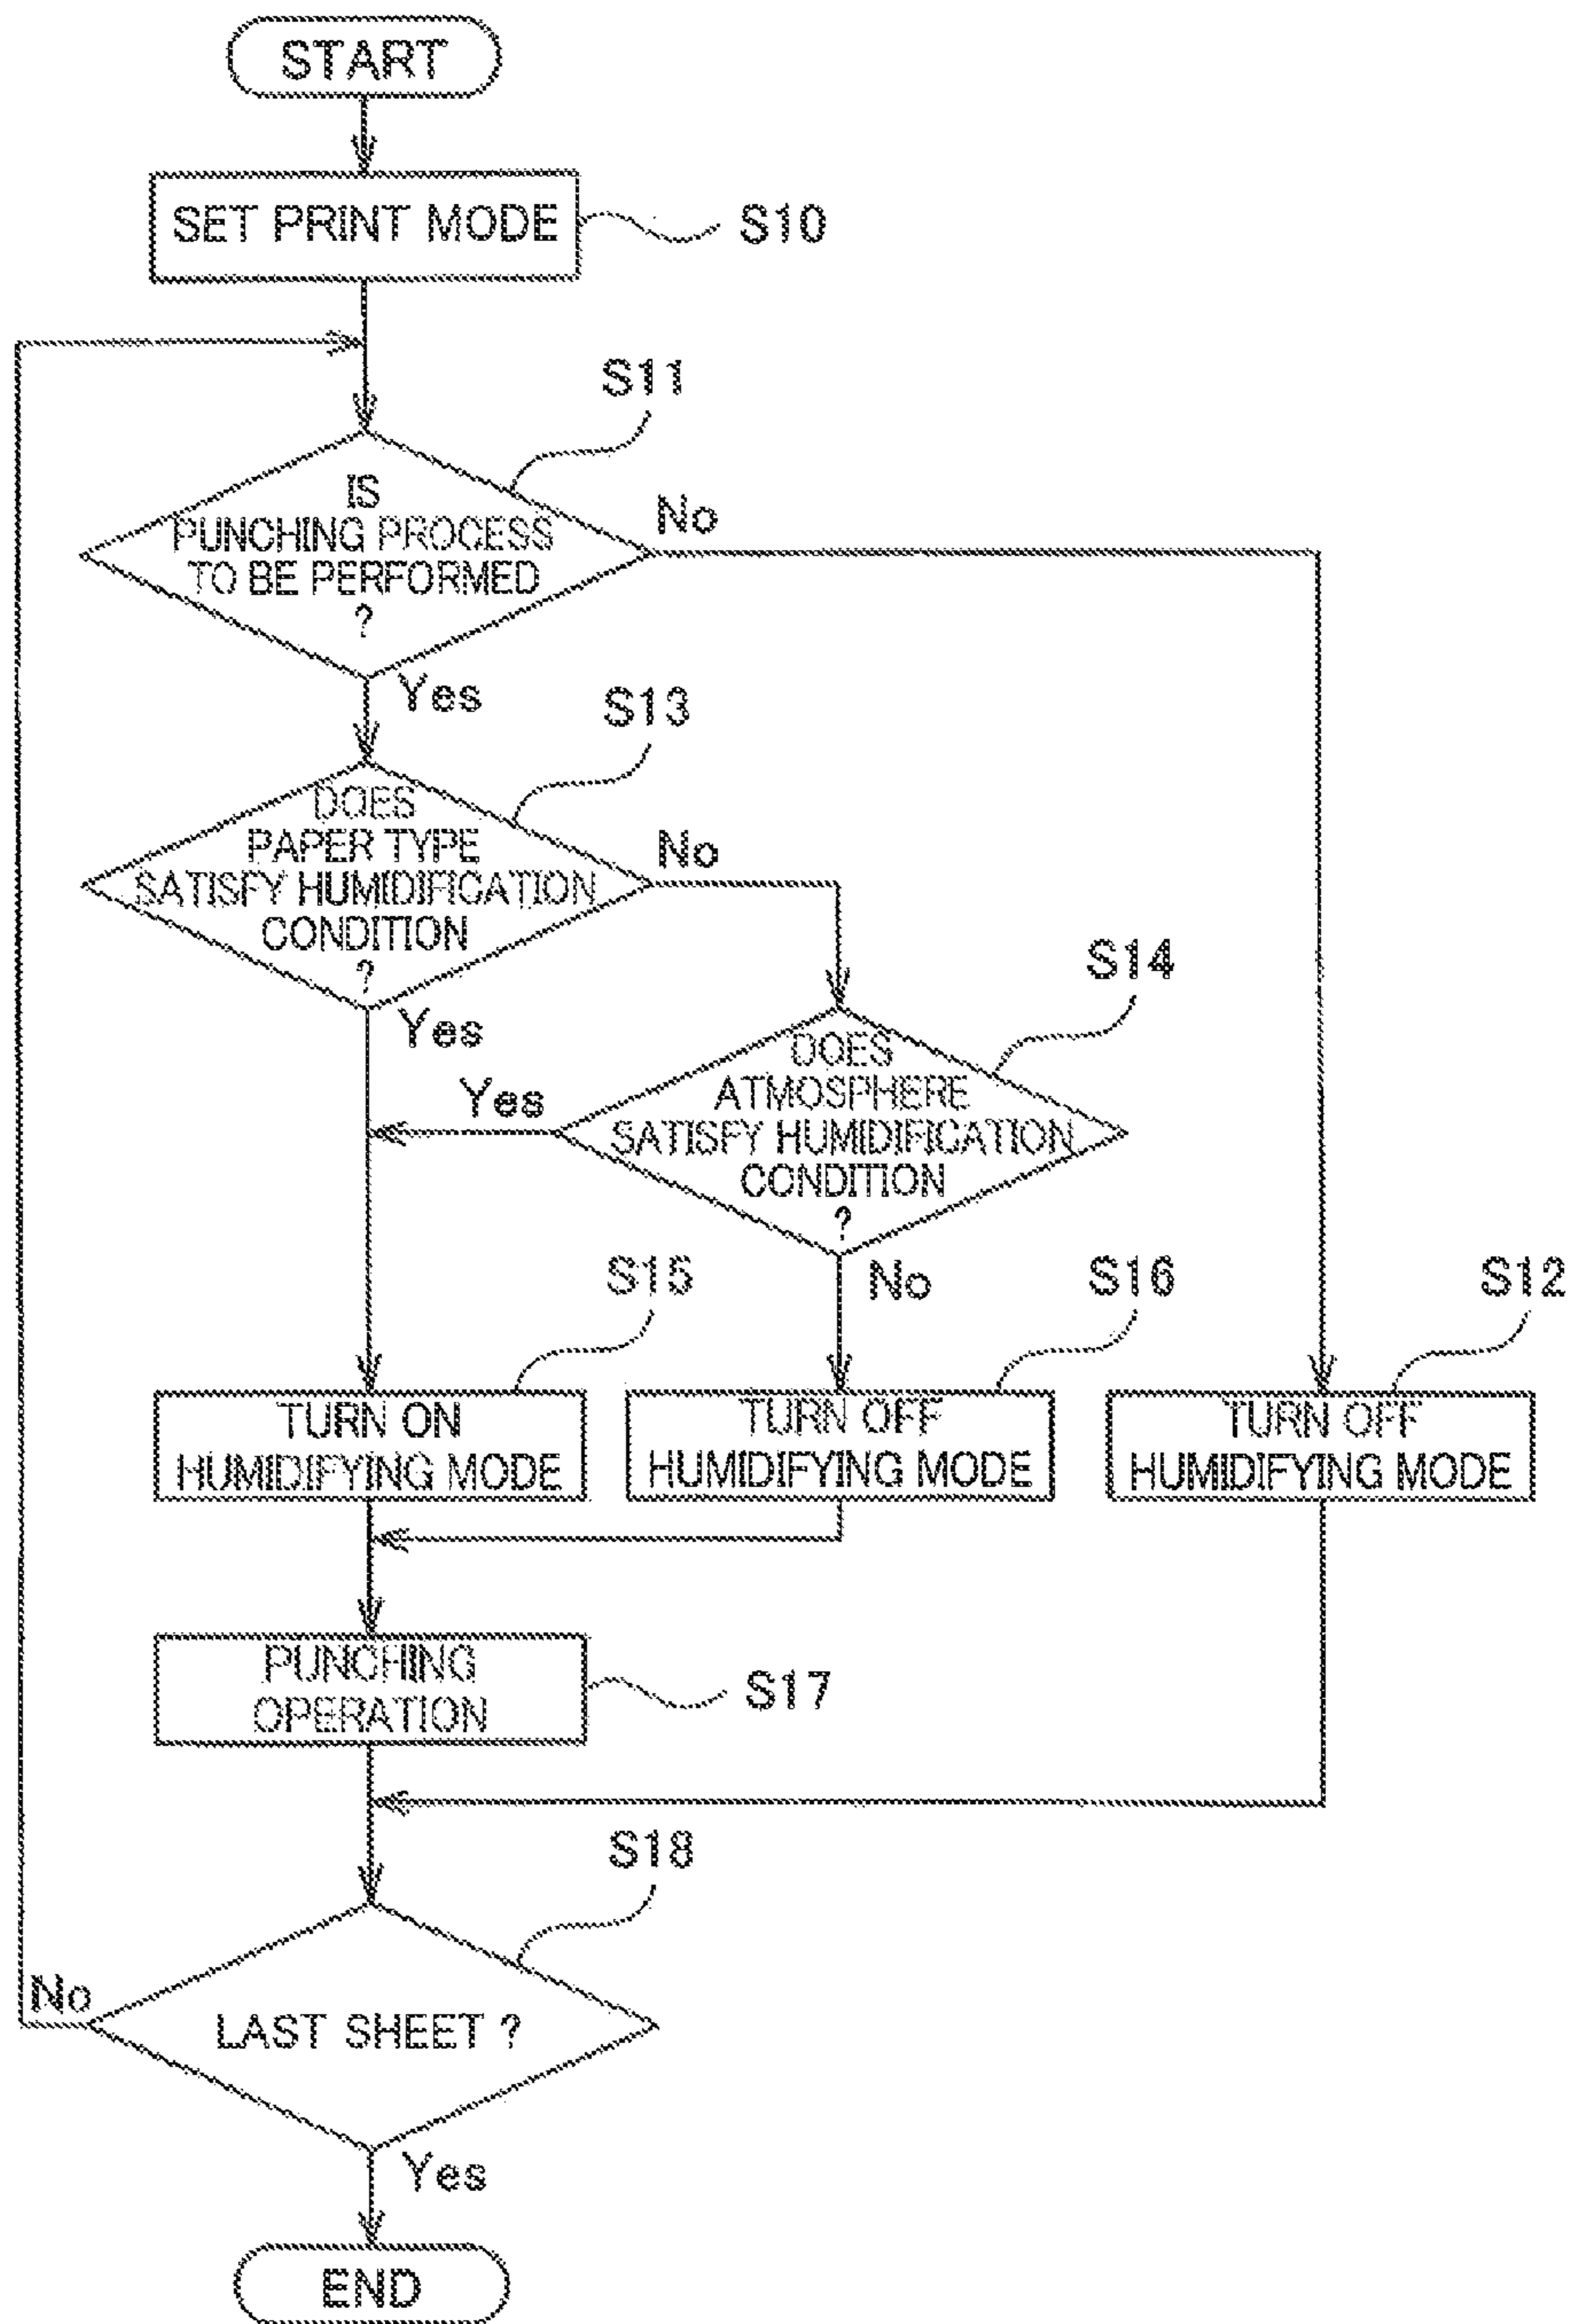 START
SET PRINT MODE
S10
S11
IS
PUNCHING PROCESS
TO BE PERFORMED
?
No
Yes
S13
DOES
PAPER TYPE
SATISFY HUMIDIFICATION
CONDITION
?
No
Yes
S14
DOES
ATMOSPHERE
SATISFY HUMIDIFICATION
CONDITION
?
Yes
No
S15
S16
S12
TURN ON
HUMIDIFYING MODE
TURN OFF
HUMIDIFYING MODE
TURN OFF
HUMIDIFYING MODE
PUNCHING
OPERATION
S17
S18
LAST SHEET ?
No
Yes
END